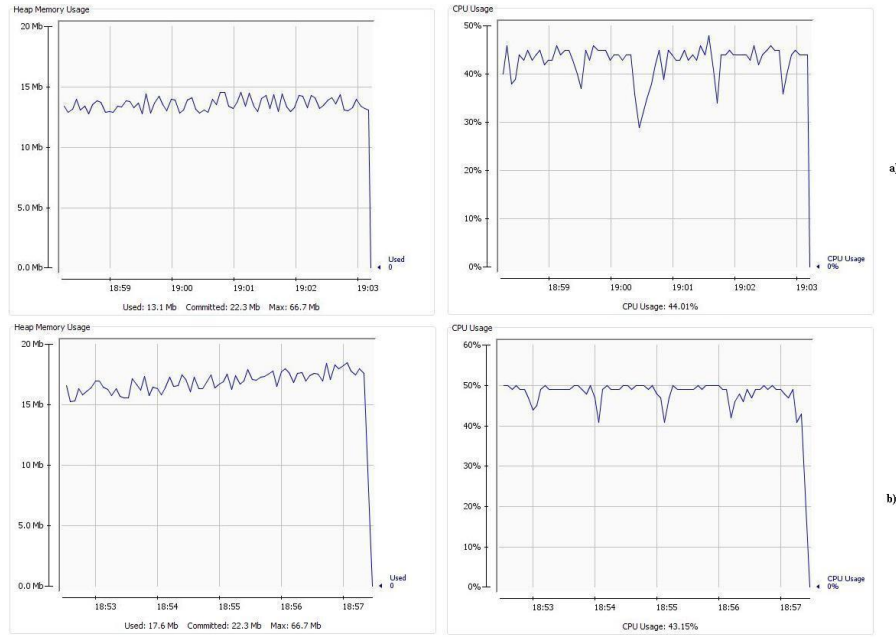 Heap Memory Usage
20 Mb
15 Mb
10 Mb
5.0 Mb
0.0 Mb
Used
0
18:59 19:00 19:01 19:02 19:03
Used: 13.1 Mb Committed: 22.3 Mb Max: 66.7 Mb
CPU Usage
50%
40%
30%
20%
10%
0%
CPU Usage
0%
18:59 19:00 19:01 19:02 19:03
CPU Usage: 44.01%
a)
Heap Memory Usage
20 Mb
15 Mb
10 Mb
5.0 Mb
0.0 Mb
Used
0
18:53 18:54 18:55 18:56 18:57
Used: 17.6 Mb Committed: 22.3 Mb Max: 66.7 Mb
CPU Usage
60%
50%
40%
30%
20%
10%
0%
CPU Usage
0%
18:53 18:54 18:55 18:56 18:57
CPU Usage: 43.15%
b)